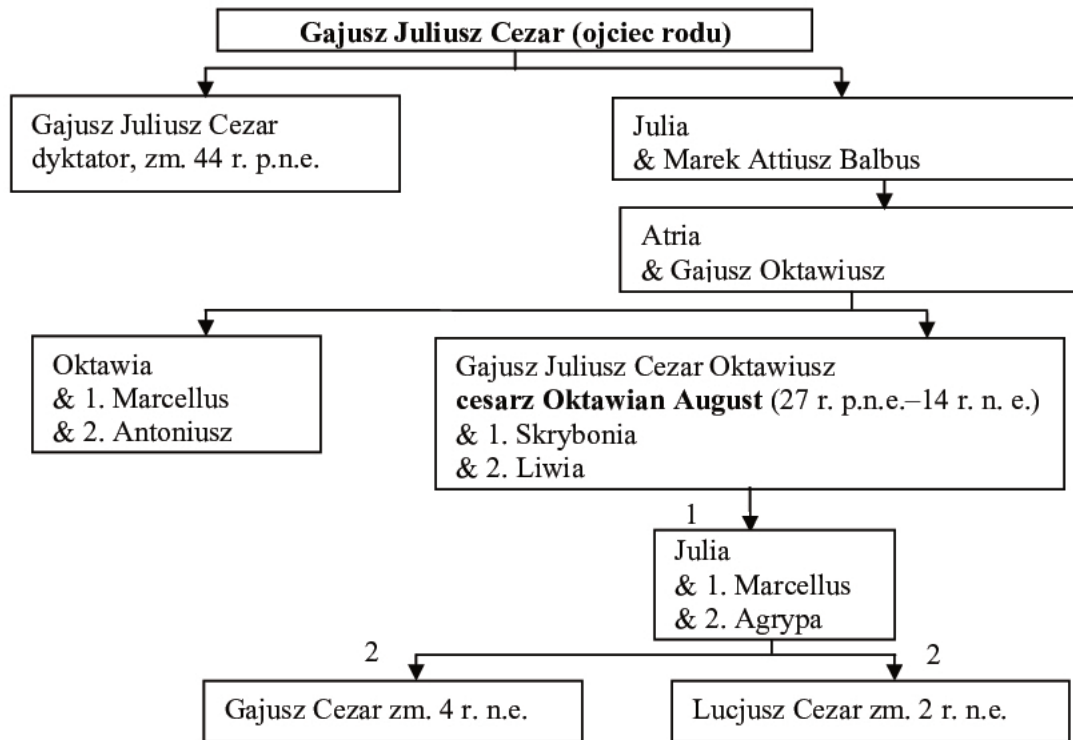 Gajusz Juliusz Cezar (ojciec rodu)
Gajusz Juliusz Cezar
dyktator, zm. 44 r. p.n.e.
Julia
& Marek Attiusz Balbus
Atria
& Gajusz Oktawiusz
Oktawia
& 1. Marcellus
& 2. Antoniusz
Gajusz Juliusz Cezar Oktawiusz
cesarz Oktawian August (27 r. p.n.e.–14 r. n. e.)
& 1. Skrybonia
& 2. Liwia
1
Julia
& 1. Marcellus
& 2. Agrypa
2
2
Gajusz Cezar zm. 4 r. n.e.
Lucjusz Cezar zm. 2 r. n.e.